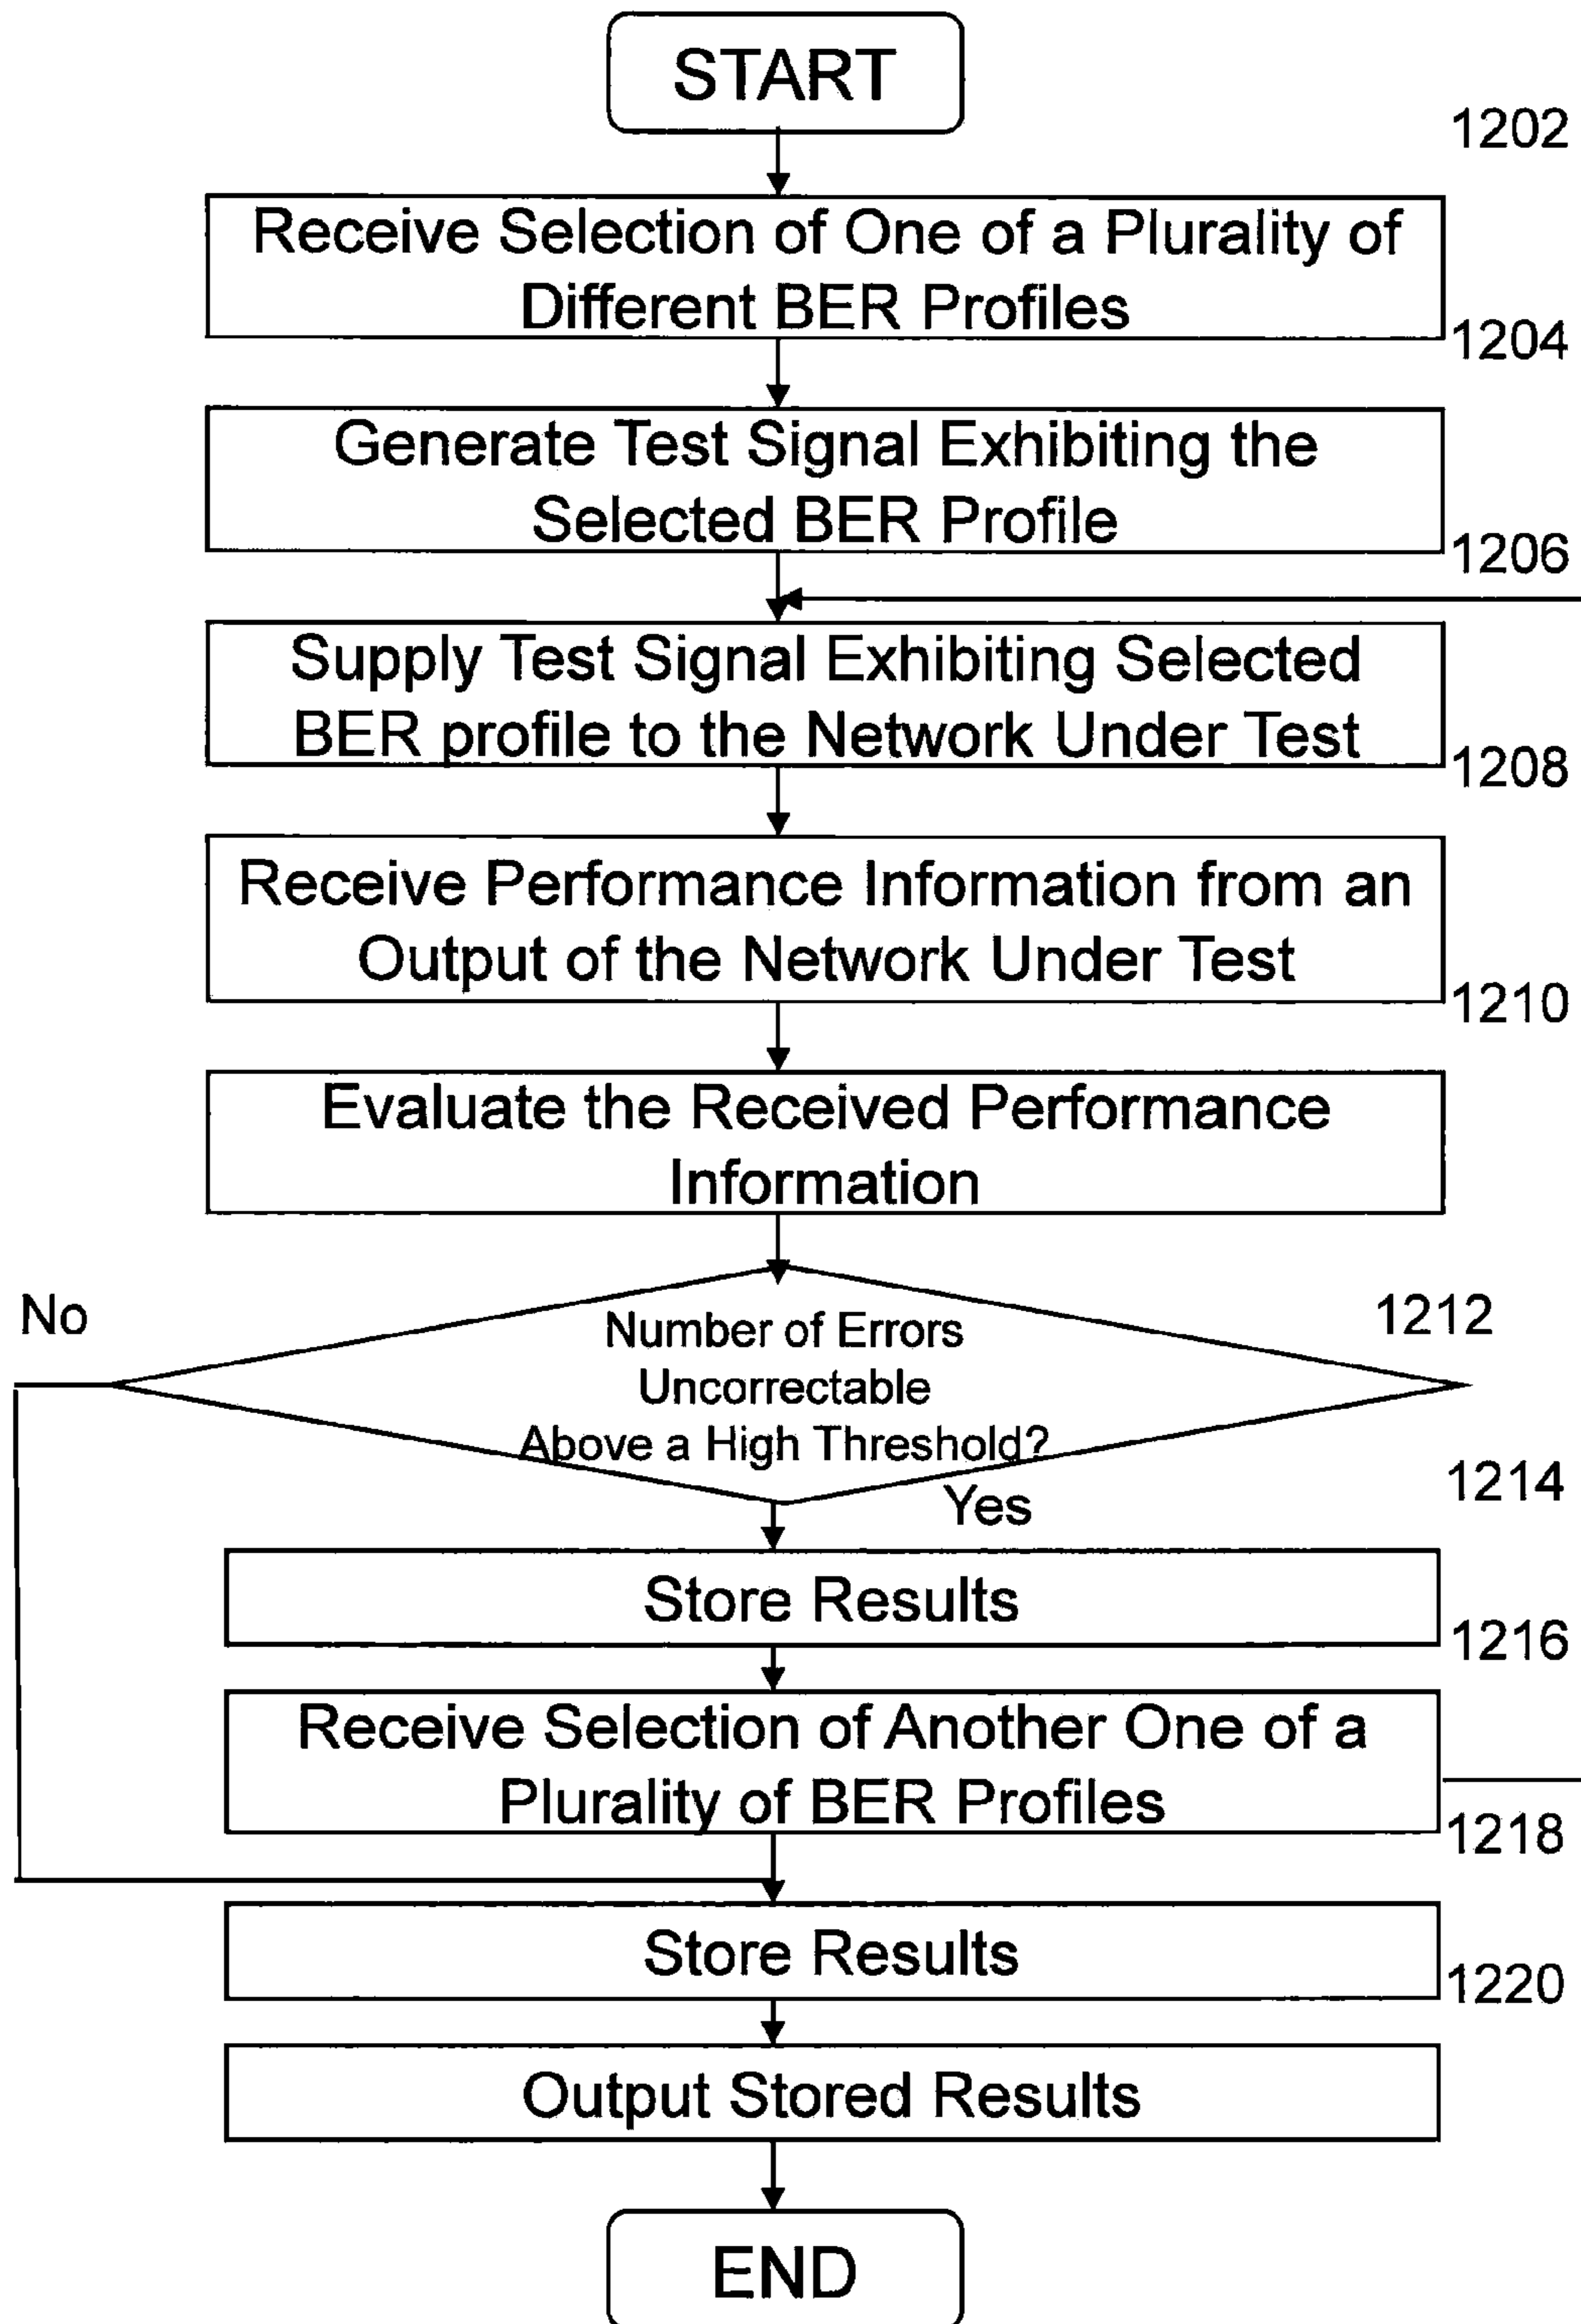 START
1202
Receive Selection of One of a Plurality of
Different BER Profiles
1204
Generate Test Signal Exhibiting the
Selected BER Profile
1206
Supply Test Signal Exhibiting Selected
BER profile to the Network Under Test
1208
Receive Performance Information from an
Output of the Network Under Test
1210
Evaluate the Received Performance
Information
No
1212
Number of Errors
Uncorrectable
Above a High Threshold?
1214
Yes
Store Results
1216
Receive Selection of Another One of a
Plurality of BER Profiles
1218
Store Results
1220
Output Stored Results
END